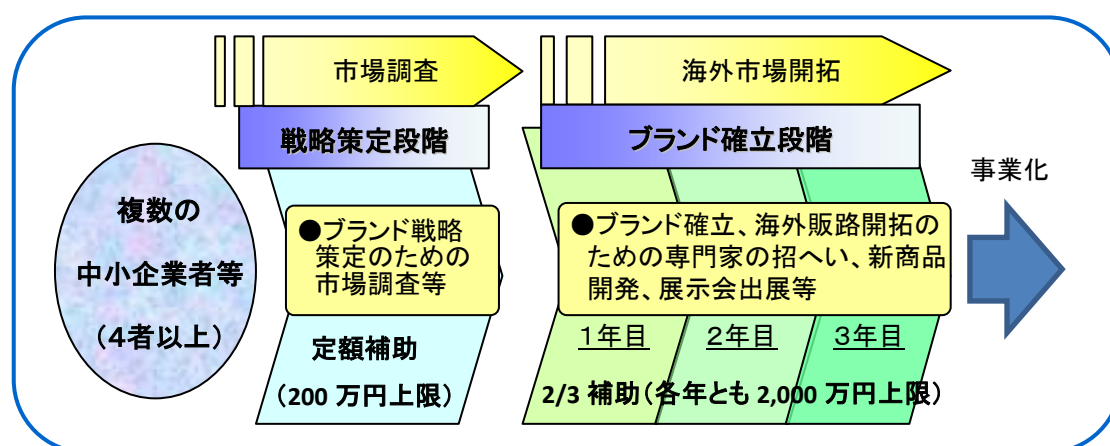 市場調査
海外市場開拓
戦略策定段階
ブランド確立段階
事業化
複数の
中小企業者等
（４者以上）
●ブランド戦略
策定のための
市場調査等
●ブランド確立、海外販路開拓の
ための専門家の招へい、新商品
開発、展示会出展等
１年目
２年目
３年目
定額補助
（200 万円上限）
2/3 補助（各年とも 2,000 万円上限）